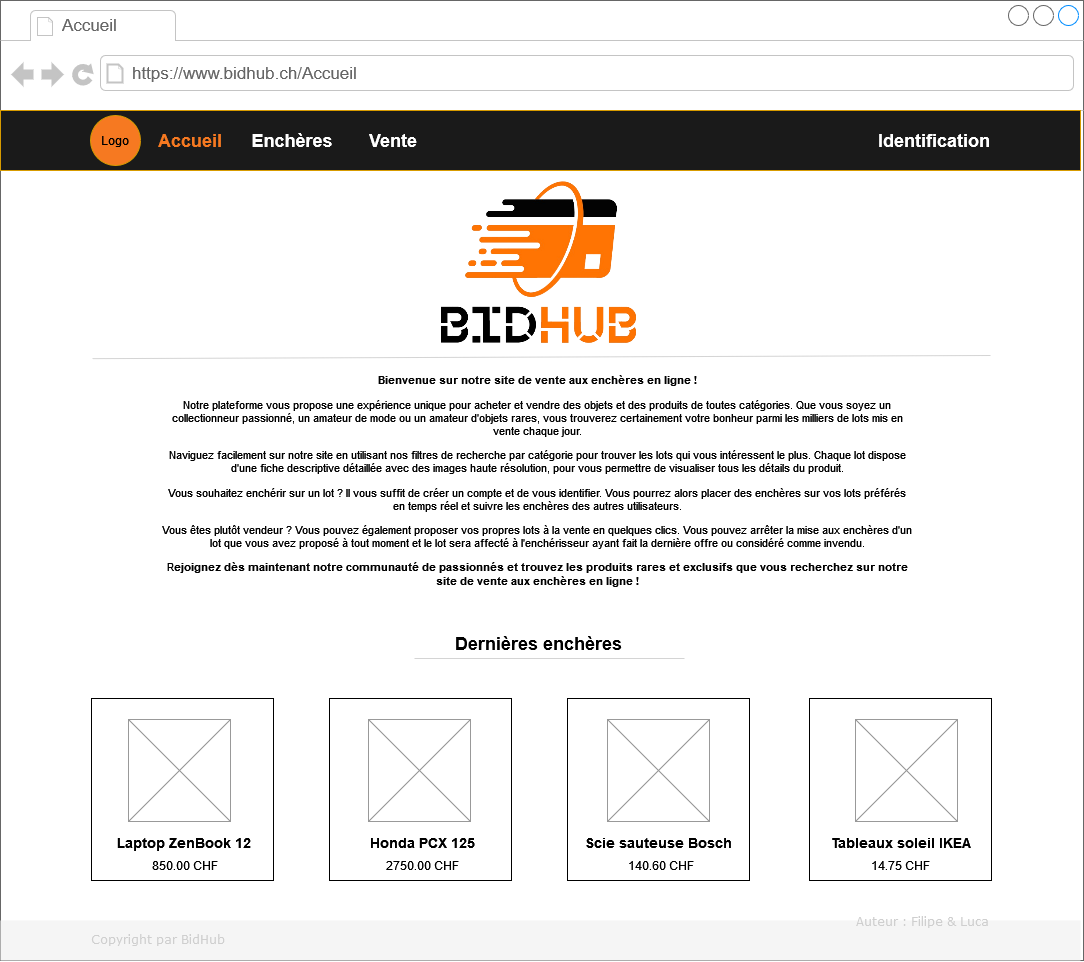 Accueil
https://www.bidhub.ch/Accueil
Logo Accueil Enchères Vente Identification
BIDHUB
Bienvenue sur notre site de vente aux enchères en ligne !
Notre plateforme vous propose une expérience unique pour acheter et vendre des objets et des produits de toutes catégories. Que vous soyez un
collectionneur passionné, un amateur de mode ou un amateur d'objets rares, vous trouverez certainement votre bonheur parmi les milliers de lots mis en
vente chaque jour.
Naviguez facilement sur notre site en utilisant nos filtres de recherche par catégorie pour trouver les lots qui vous intéressent le plus. Chaque lot dispose
d'une fiche descriptive détaillée avec des images haute résolution, pour vous permettre de visualiser tous les détails du produit.
Vous souhaitez enchérir sur un lot ? Il vous suffit de créer un compte et de vous identifier. Vous pourrez alors placer des enchères sur vos lots préférés
en temps réel et suivre les enchères des autres utilisateurs.
Vous êtes plutôt vendeur ? Vous pouvez également proposer vos propres lots à la vente en quelques clics. Vous pouvez arrêter la mise aux enchères d'un
lot que vous avez proposé à tout moment et le lot sera affecté à l'enchérisseur ayant fait la dernière offre ou considéré comme invendu.
Rejoignez dès maintenant notre communauté de passionnés et trouvez les produits rares et exclusifs que vous recherchez sur notre
site de vente aux enchères en ligne !
Dernières enchères
Laptop ZenBook 12
850.00 CHF
Honda PCX 125
2750.00 CHF
Scie sauteuse Bosch
140.60 CHF
Tableaux soleil IKEA
14.75 CHF
Auteur : Filipe & Luca
Copyright par BidHub